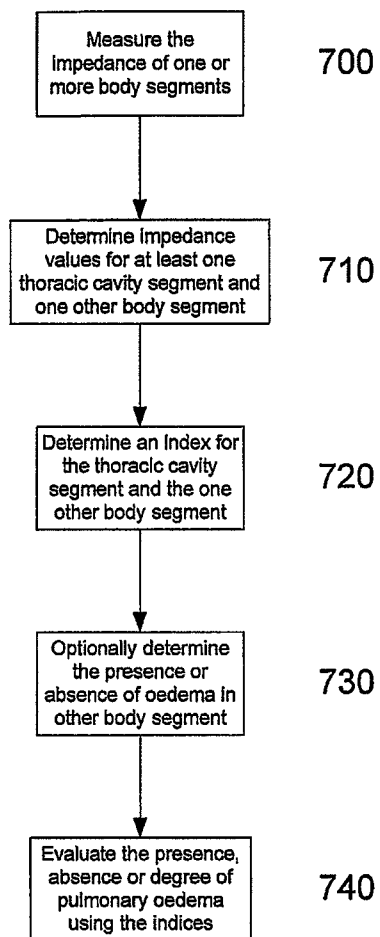 Measure the
impedance of one or
more body segments
700
Determine impedance
values for at least one
thoracic cavity segment and
one other body segment
710
Determine an Index for
the thoracic cavity
segment and the one
other body segment
720
Optionally determine
the presence or
absence of oedema in
other body segment
730
Evaluate the presence,
absence or degree of
pulmonary oedema
using the indices
740